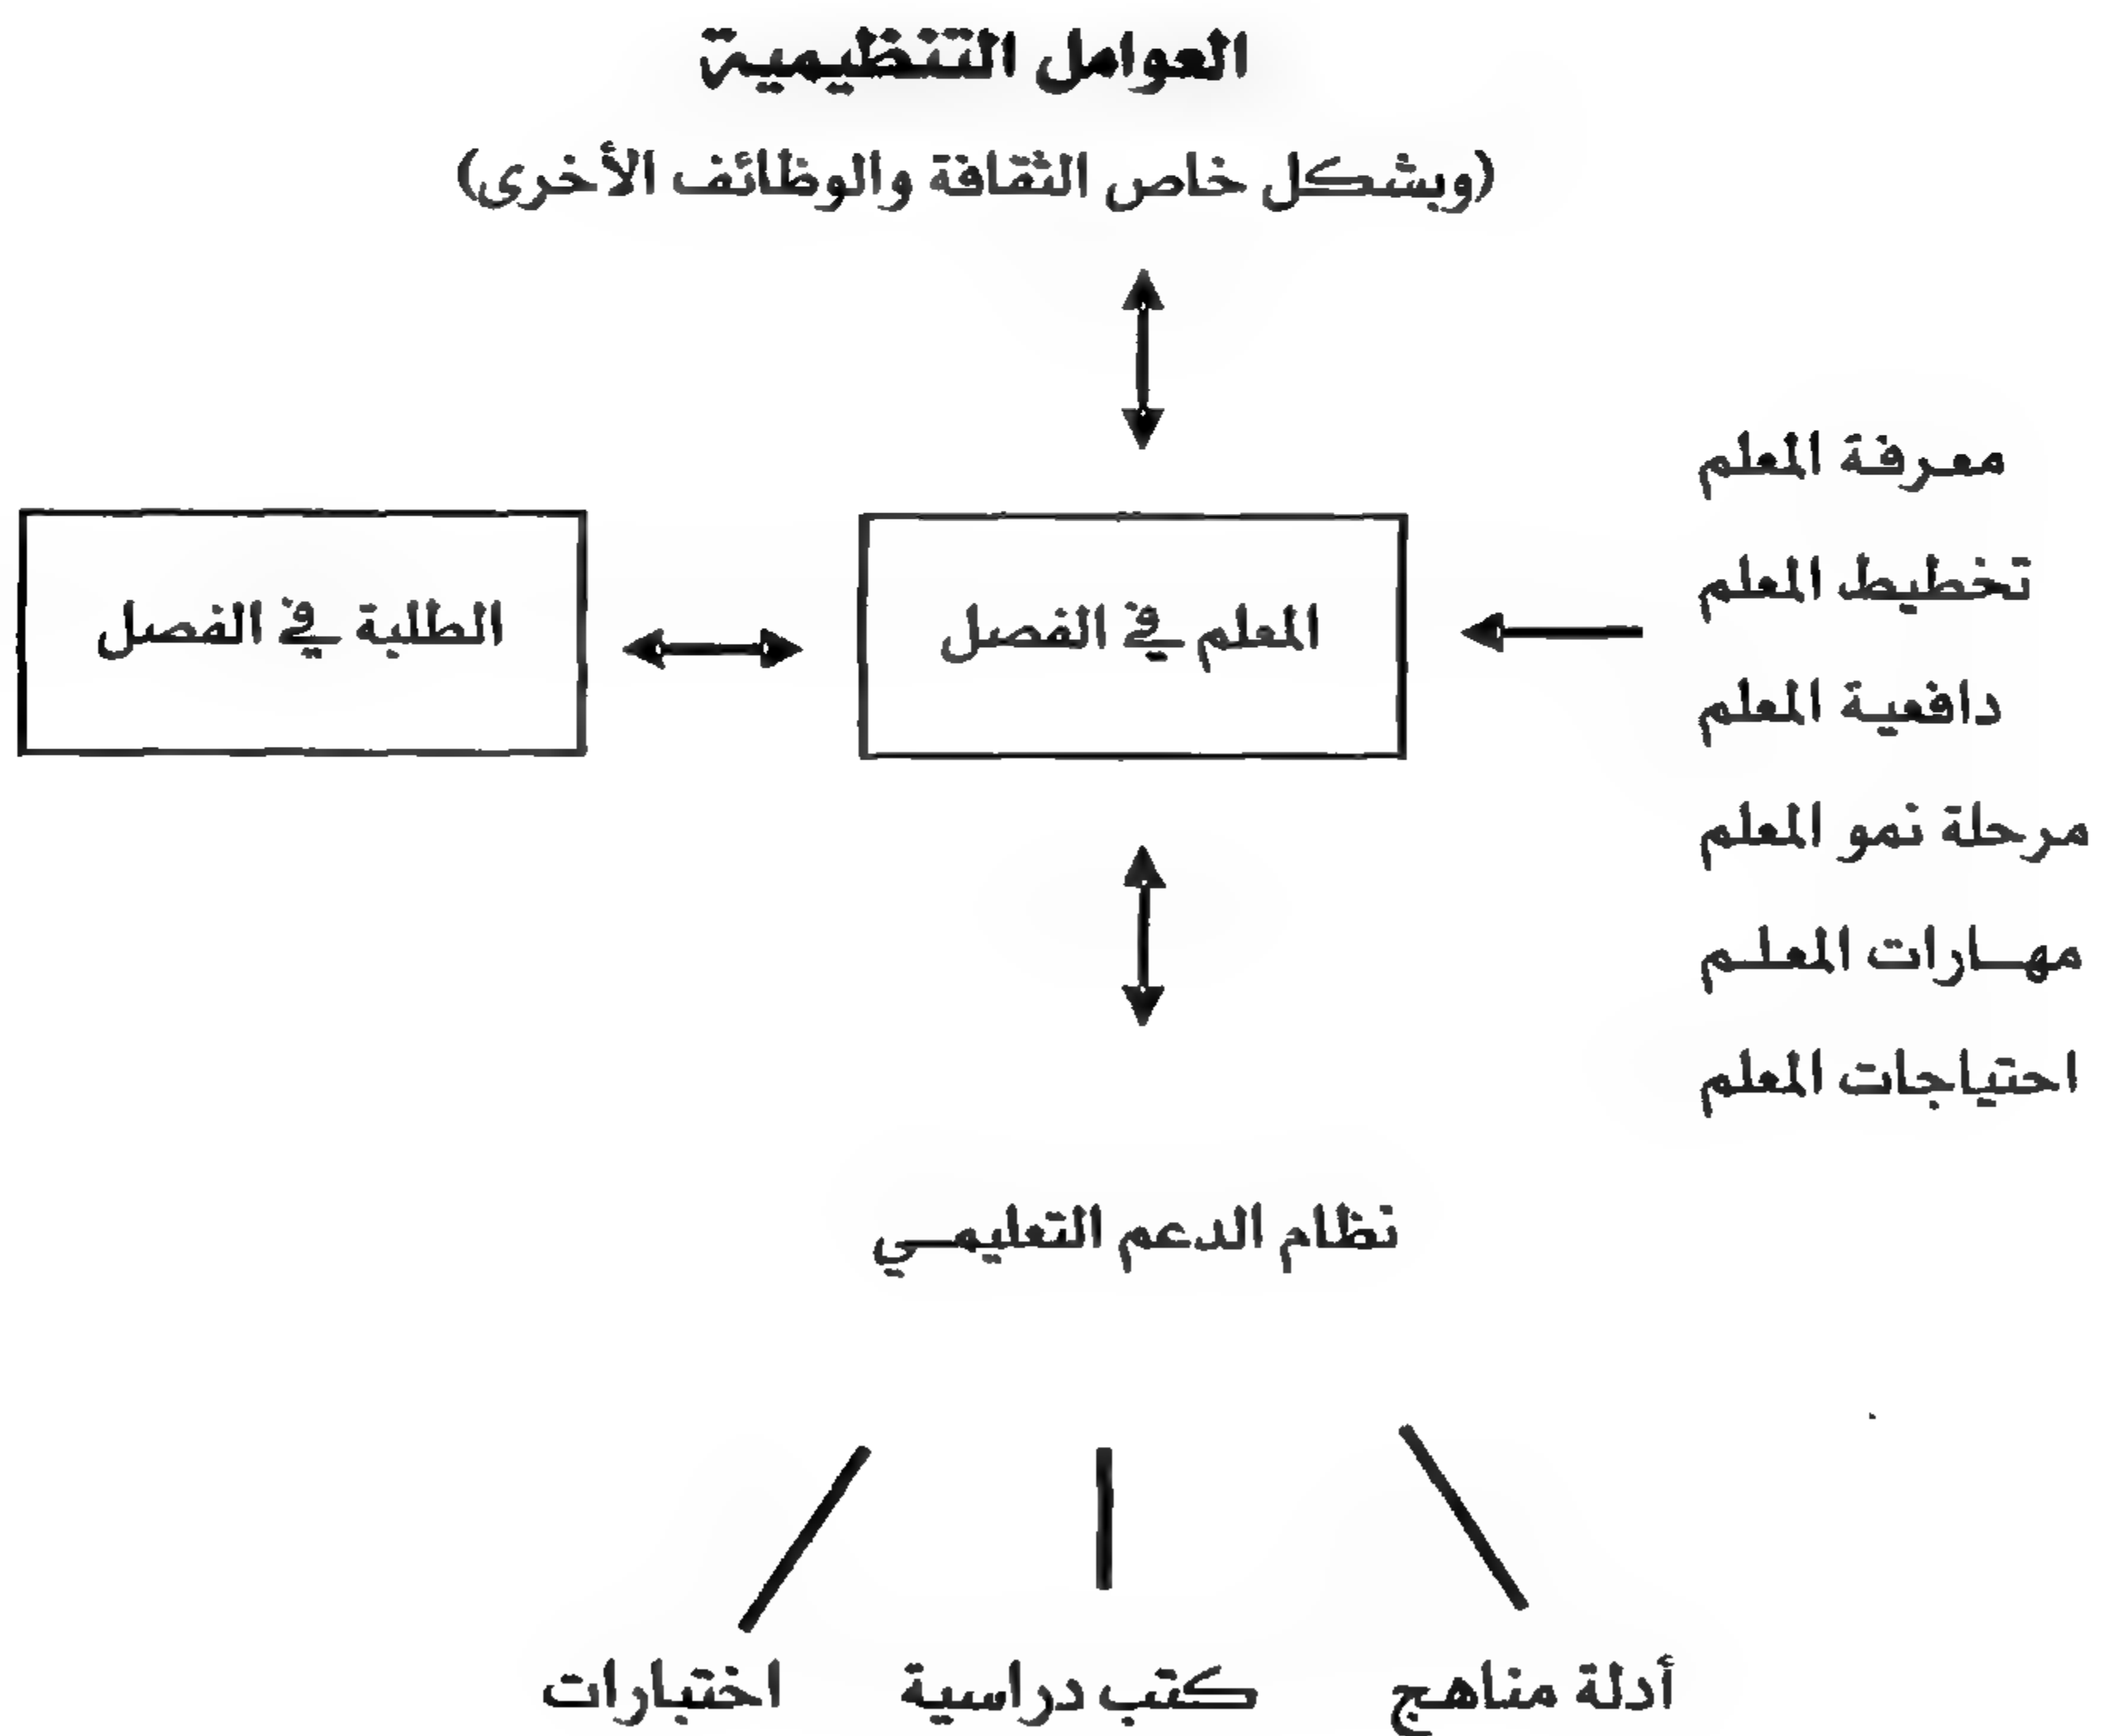 العوامل التنظيمية
(وبشكل خاص الثقافة والوظائف الأخرى)
معرفة المعلم
تخطيط المعلم
دافعية المعلم
مرحلة نمو المعلم
مهارات المعلم
احتياجات المعلم
المعلم في الفصل
الطلبة في الفصل
نظام الدعم التعليمي
أدلة مناهج
كتب دراسية
اختبارات